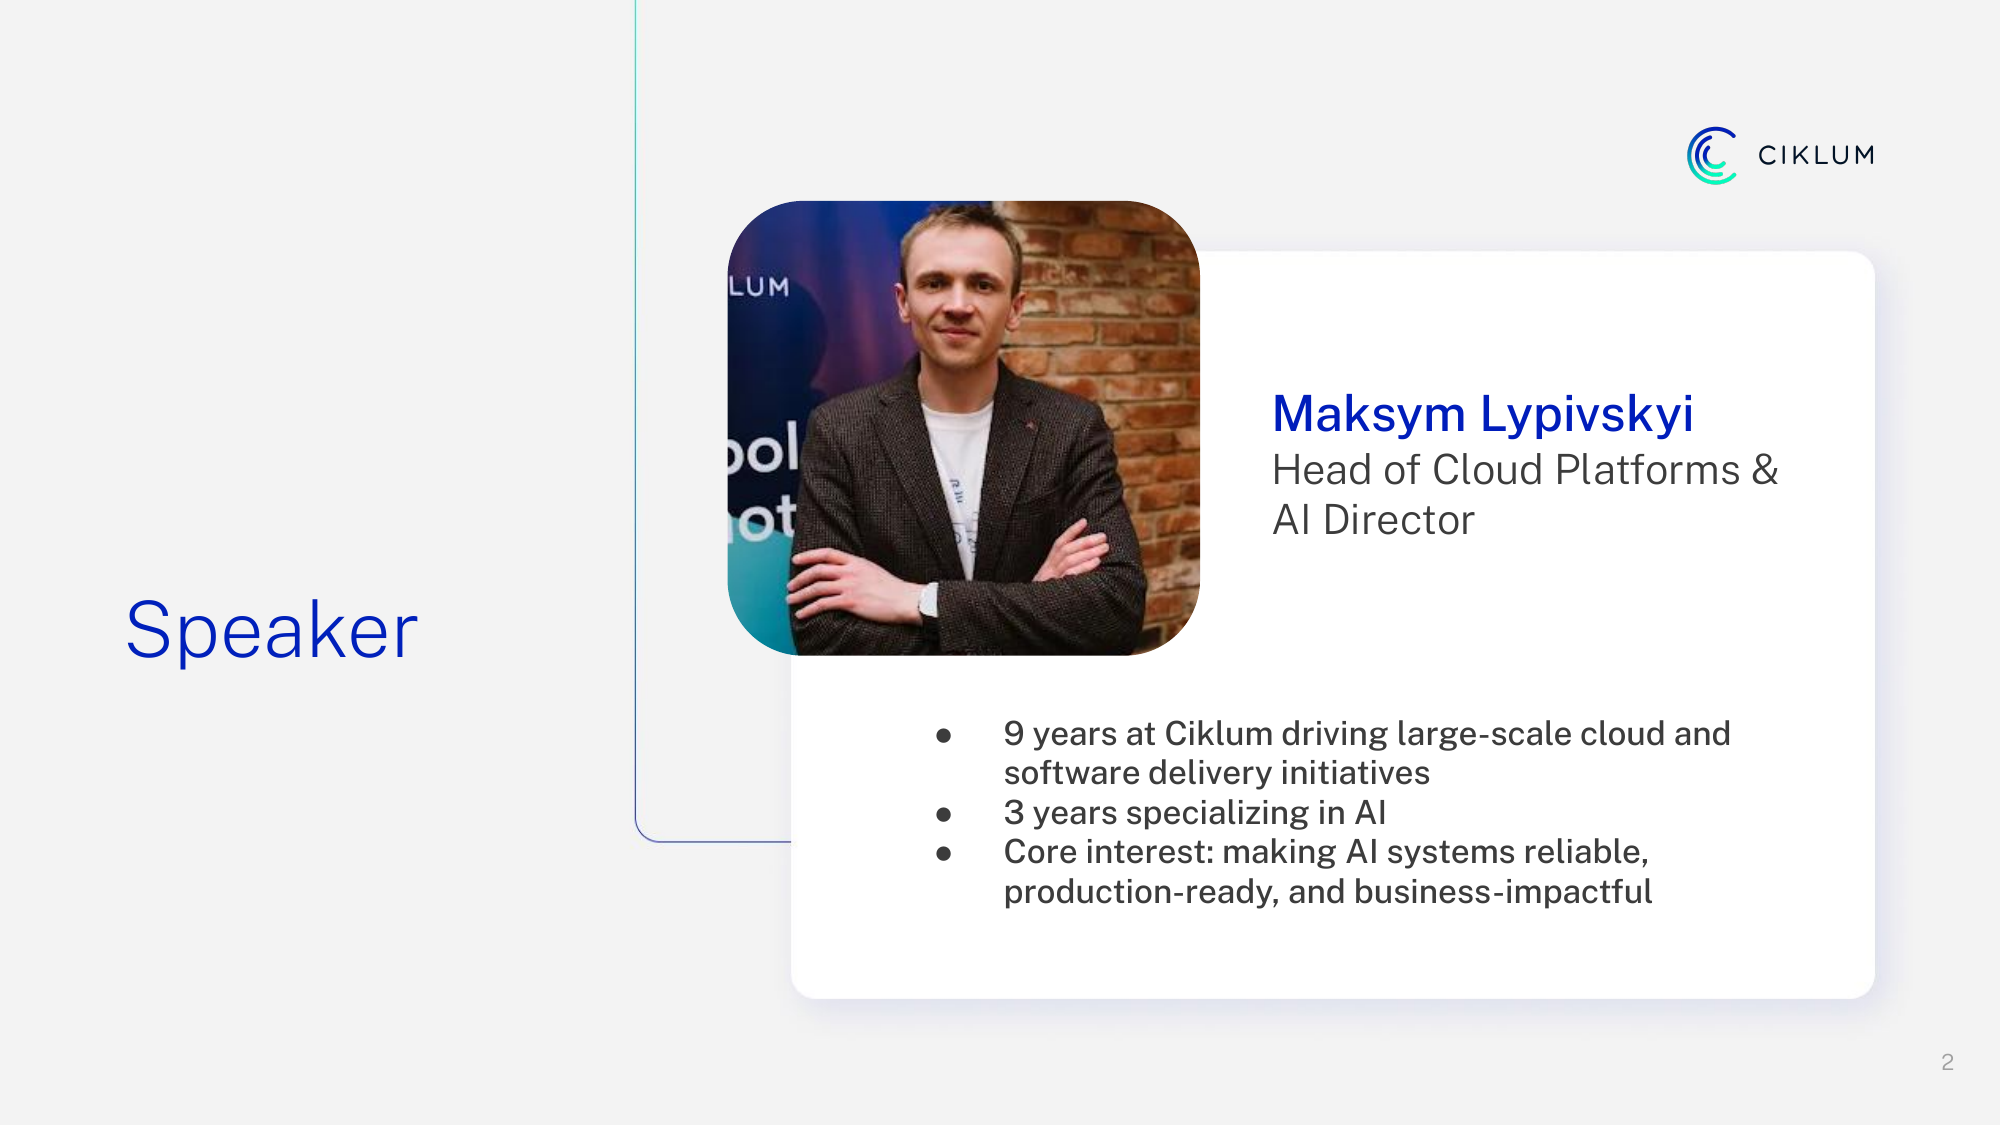 CIKLUM
LUM
ool
not
Speaker
Maksym Lypivskyi
Head of Cloud Platforms &
AI Director
● 9 years at Ciklum driving large-scale cloud and
software delivery initiatives
● 3 years specializing in AI
● Core interest: making AI systems reliable,
production-ready, and business-impactful
2